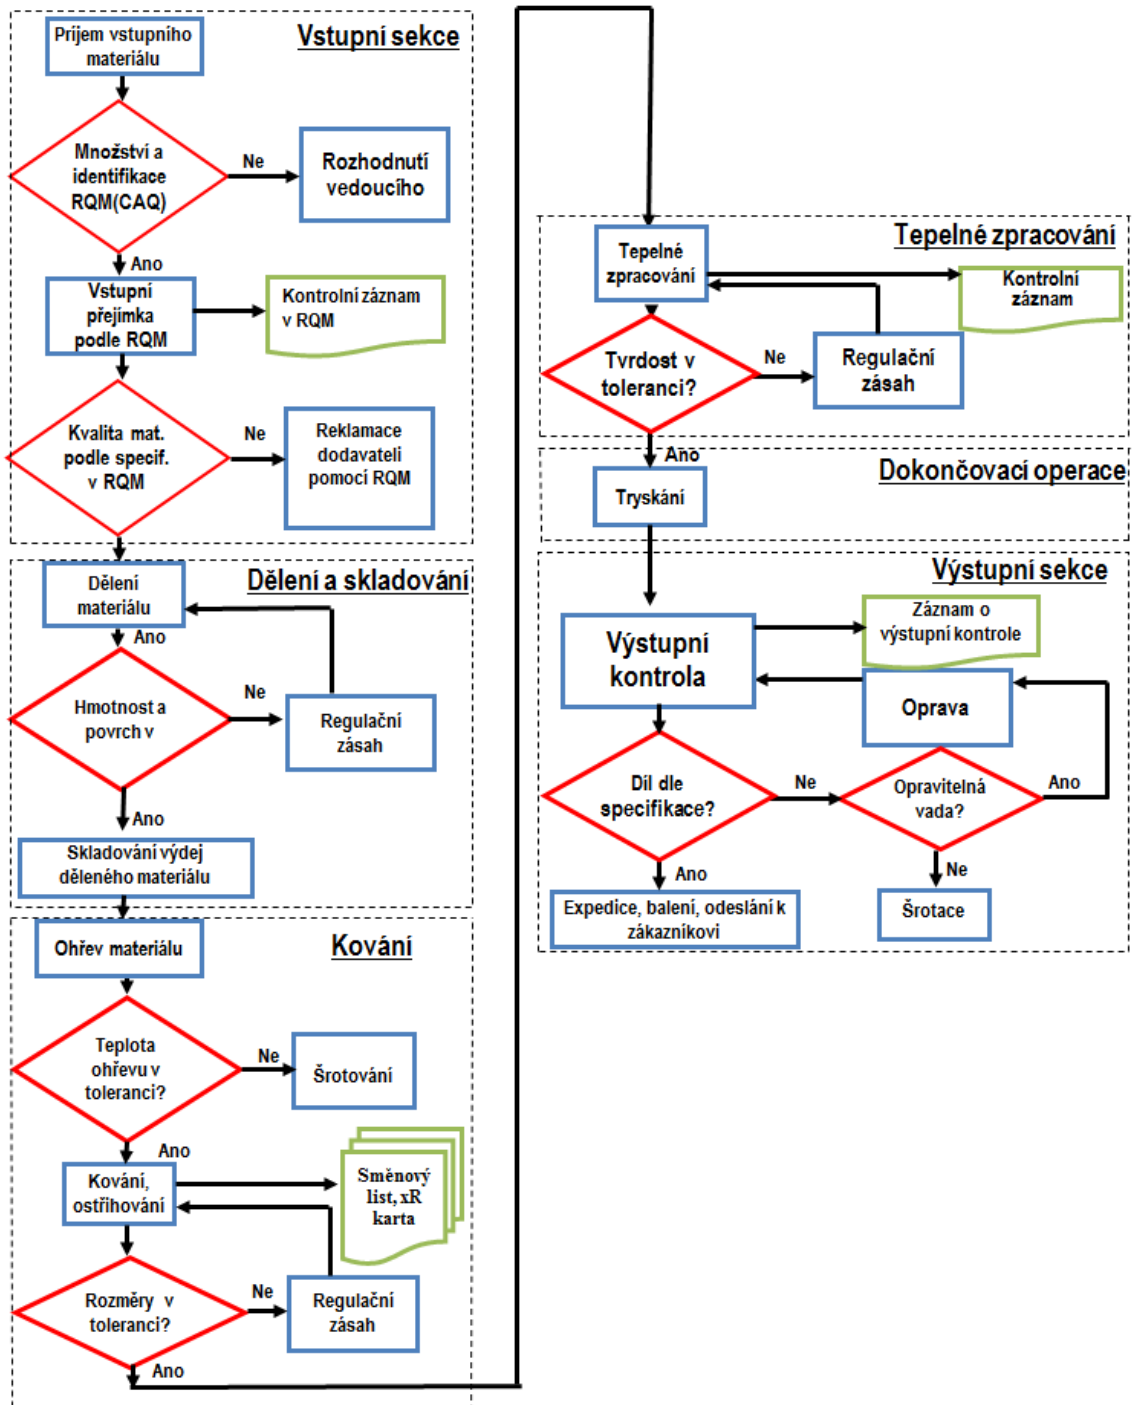 Vstupní sekce
Príjem vstupního
materiálu
Množství a
identifikace
RQM(CAQ)
Ne
Rozhodnutí
vedoucího
Ano
Vstupní
přejímka
podle RQM
Kontrolní záznam
v RQM
Kvalita mat.
podle specif.
v RQM
Ne
Reklamace
dodavateli
pomocí RQM
Dělení a skladování
Dělení
materiálu
Ano
Hmotnost a
povrch v
Ne
Regulační
zásah
Ano
Skladování výdej
děleného materiálu
Kování
Ohřev materiálu
Teplota
ohřevu v
toleranci?
Ne
Šrotování
Ano
Kování,
ostřihování
Směnový
list, xR
karta
Rozměry v
toleranci?
Ne
Regulační
zásah
Ano
Tepelné zpracování
Tepelné
zpracování
Kontrolní
záznam
Tvrdost v
toleranci?
Ne
Regulační
zásah
Ano
Dokončovací operace
Tryskání
Výstupní sekce
Výstupní
kontrola
Záznam o
výstupní kontrole
Oprava
Díl dle
specifikace?
Ne
Opravitelná
vada?
Ano
Ano
Ne
Expedice, balení, odeslání k
zákazníkovi
Šrotace